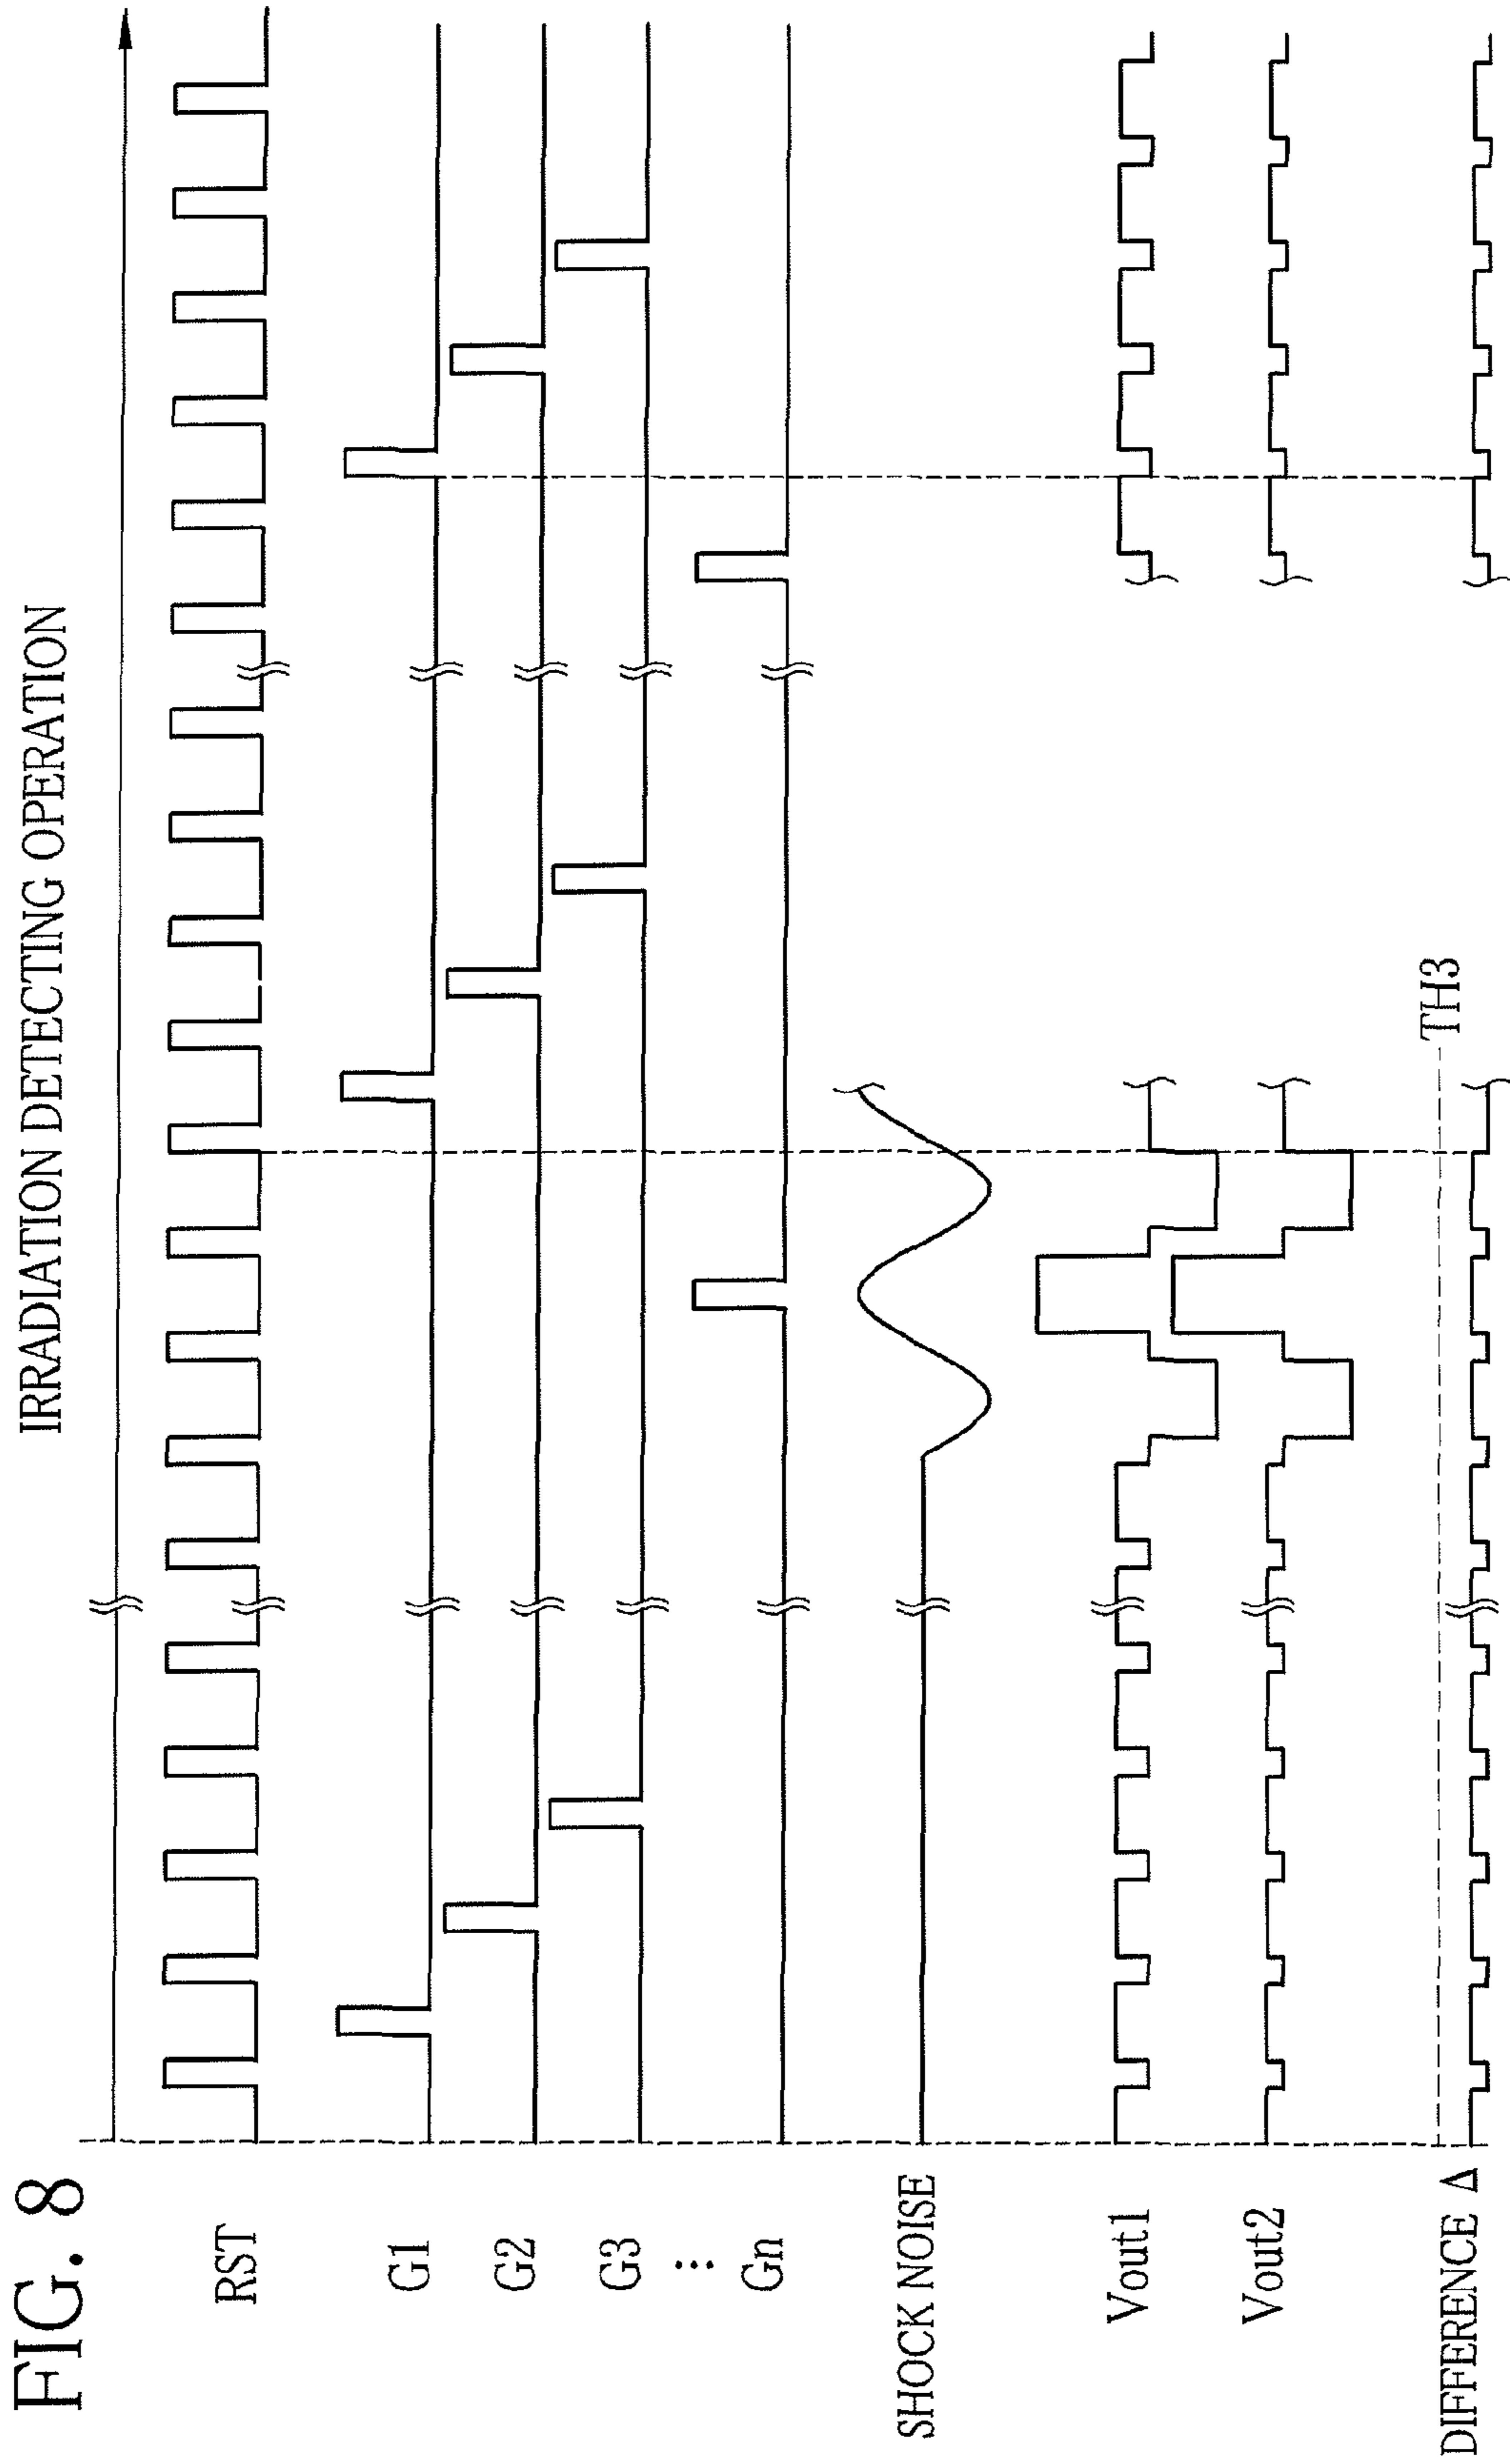 FIG. 8
IRRADIATION DETECTING OPERATION
RST
G1
G2
G3
⋮
Gn
SHOCK NOISE
Vout1
Vout2
TH3
DIFFERENCE Δ